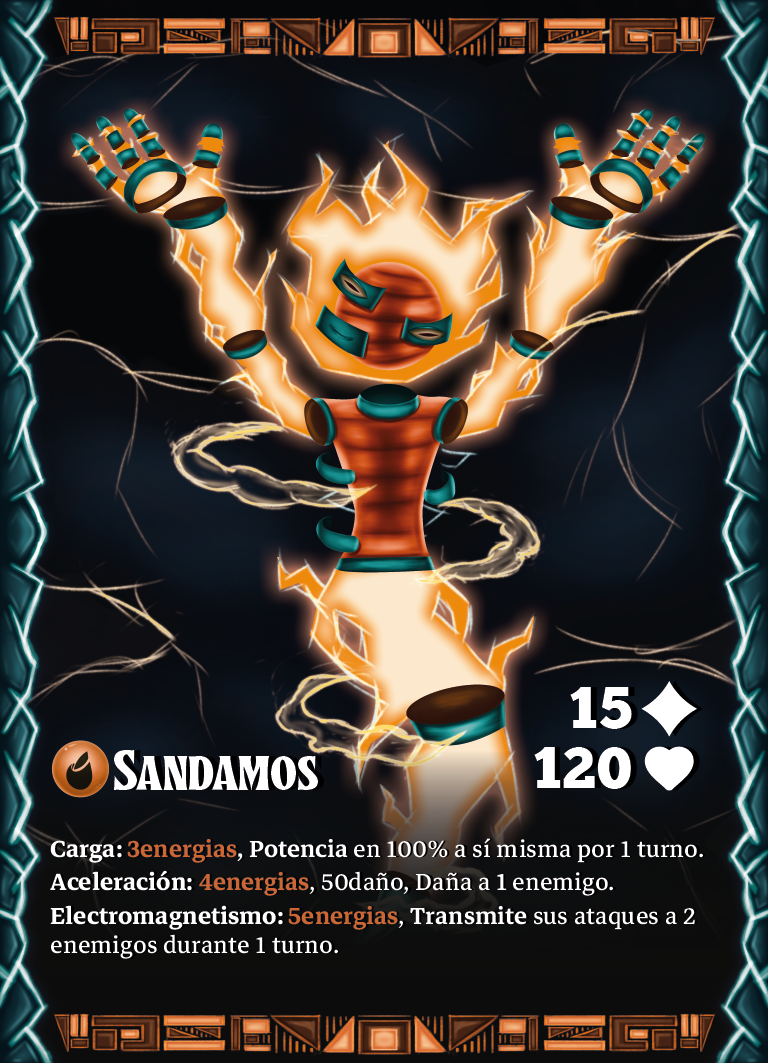 15
120
SANDAMOS
Carga: 3energias, Potencia en 100% a sí misma por 1 turno.
Aceleración: 4energias, 50daño, Daña a 1 enemigo.
Electromagnetismo: 5energias, Transmite sus ataques a 2
enemigos durante 1 turno.